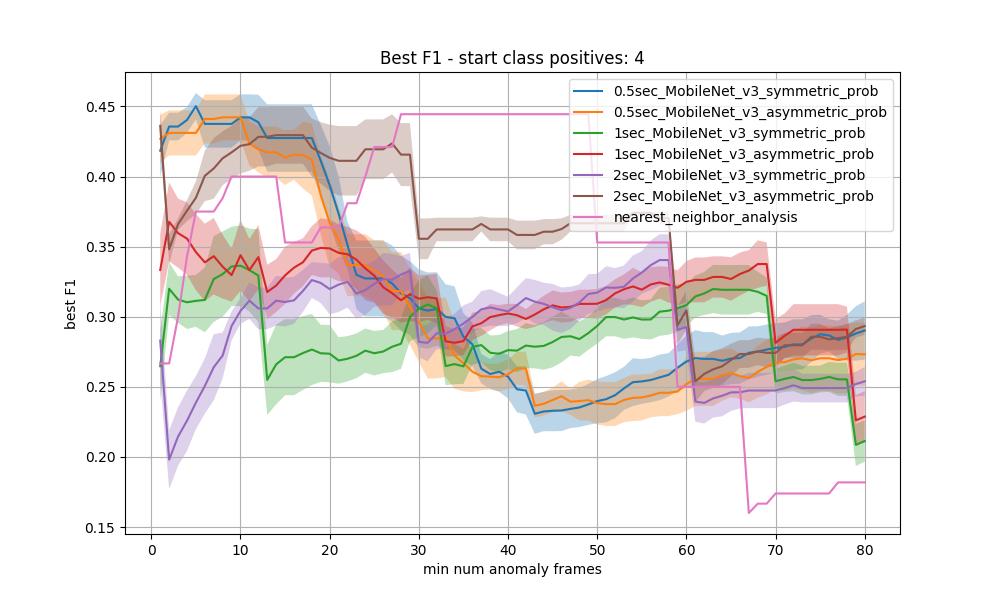 Best F1 - start class positives: 4
0.5sec_MobileNet_v3_symmetric_prob
0.5sec_MobileNet_v3_asymmetric_prob
1sec_MobileNet_v3_symmetric_prob
1sec_MobileNet_v3_asymmetric_prob
2sec_MobileNet_v3_symmetric_prob
2sec_MobileNet_v3_asymmetric_prob
nearest_neighbor_analysis
best F1
0.45
0.40
0.35
0.30
0.25
0.20
0.15
0 10 20 30 40 50 60 70 80
min num anomaly frames